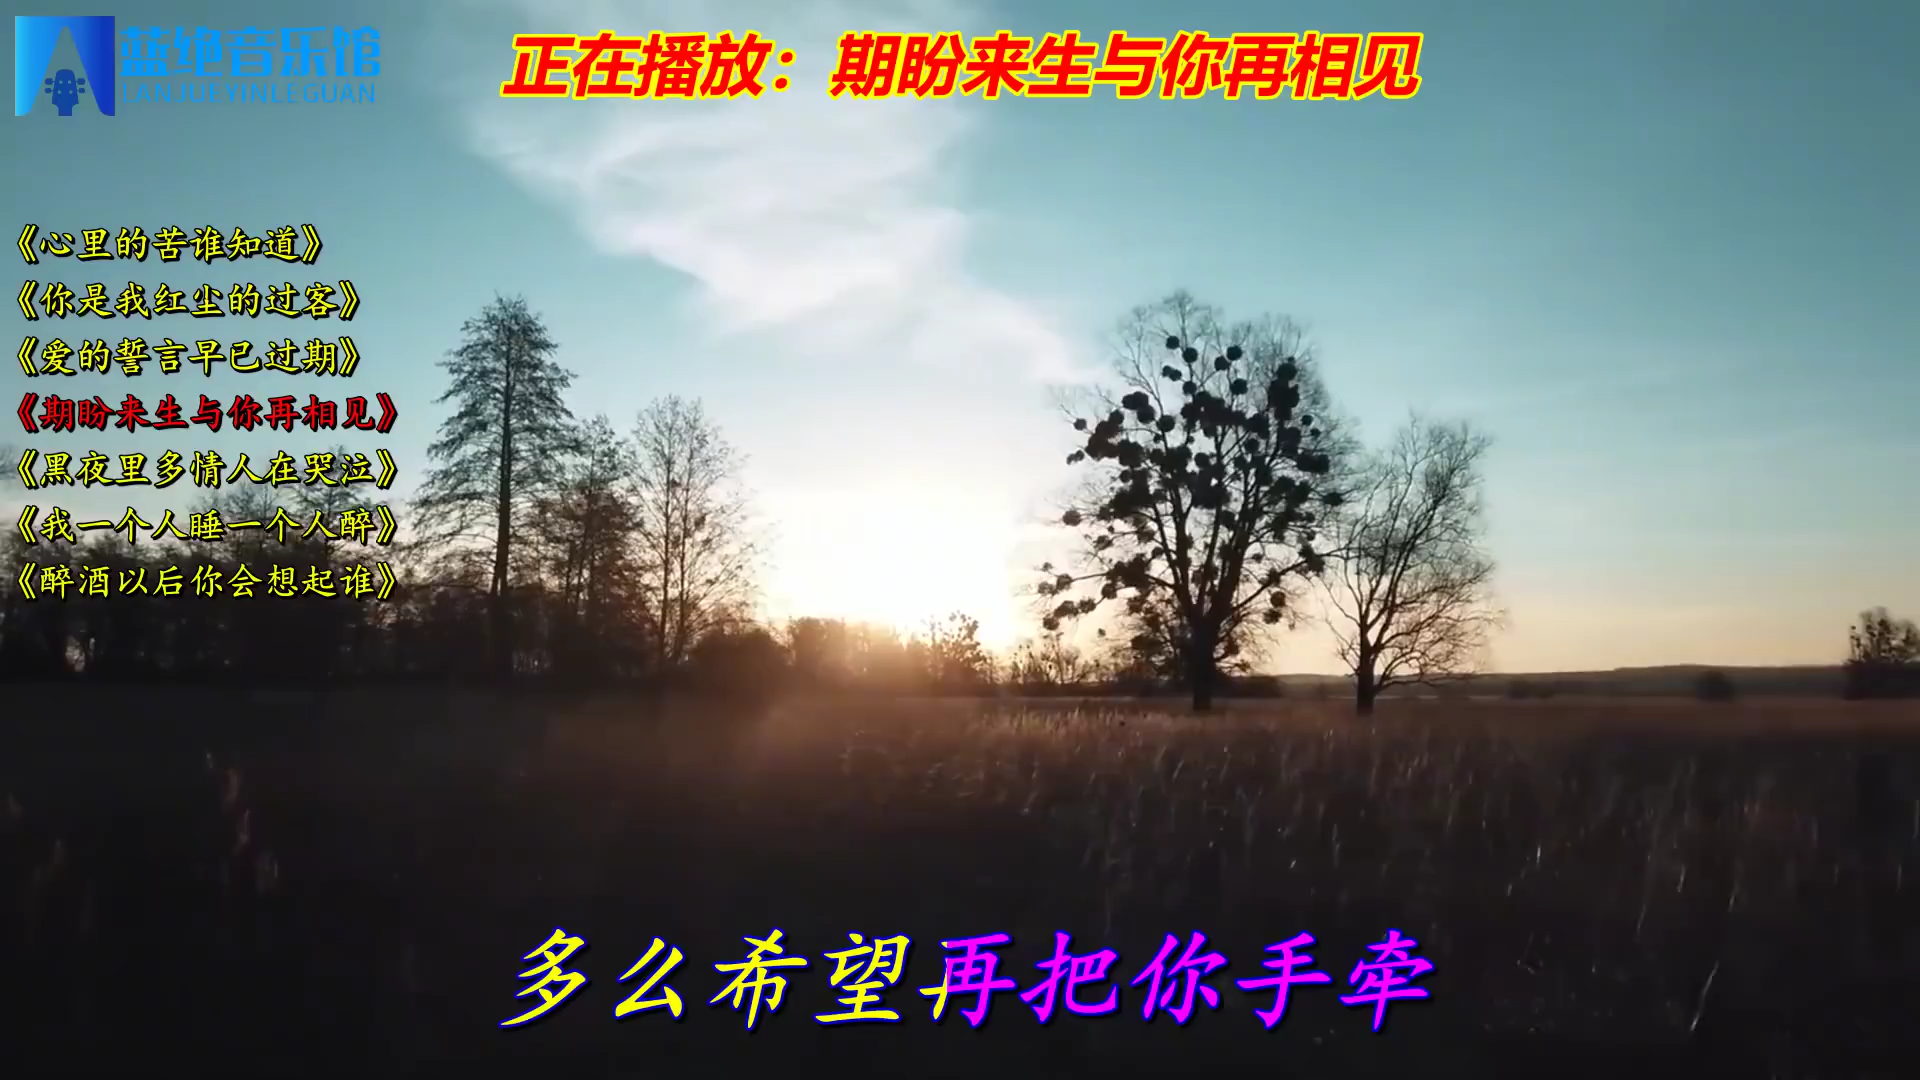 蓝绝音乐馆
LANJUEYINLEGUAN
正在播放：期盼来生与你再相见
《心里的苦谁知道》
《你是我红尘的过客》
《爱的誓言早已过期》
《期盼来生与你再相见》
《黑夜里多情人在哭泣》
《我一个人睡一个人醉》
《醉酒以后你会想起谁》
多么希望再把你手牵